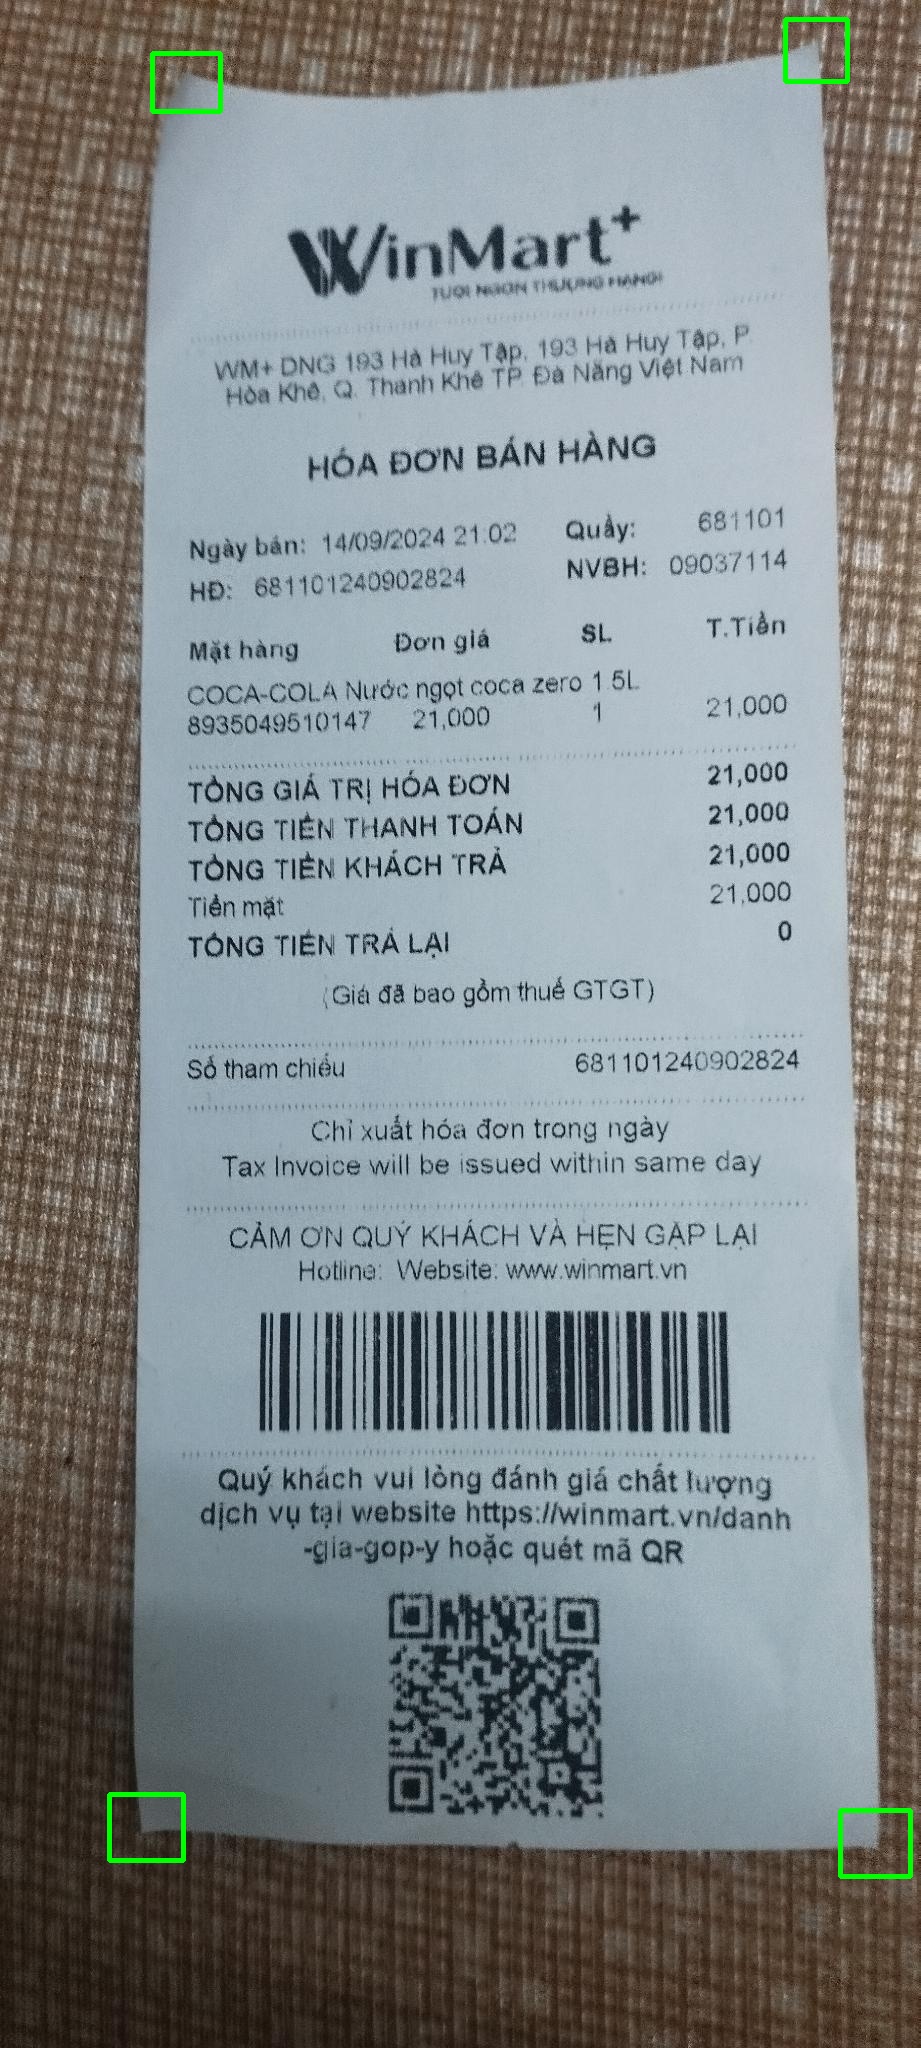 WinMart+
TƯƠI NGON THƯỢNG HẠNG!
WM+ DNG 193 Hà Huy Tập, 193 Hà Huy Tập, P.
Hòa Khê, Q. Thanh Khê TP. Đà Nẵng Việt Nam
HÓA ĐƠN BÁN HÀNG
Ngày bán: 14/09/2024 21:02 Quầy: 681101
HĐ: 681101240902824 NVBH: 09037114
Mặt hàng Đơn giá SL T.Tiền
COCA-COLA Nước ngọt coca zero 1.5L
8935049510147 21,000 1 21,000
TỔNG GIÁ TRỊ HÓA ĐƠN 21,000
TỔNG TIỀN THANH TOÁN 21,000
TỔNG TIỀN KHÁCH TRẢ 21,000
Tiền mặt 21,000
TỔNG TIỀN TRẢ LẠI 0
(Giá đã bao gồm thuế GTGT)
Số tham chiếu 681101240902824
Chỉ xuất hóa đơn trong ngày
Tax Invoice will be issued within same day
CẢM ƠN QUÝ KHÁCH VÀ HẸN GẶP LẠI
Hotline: Website: www.winmart.vn
Quý khách vui lòng đánh giá chất lượng
dịch vụ tại website https://winmart.vn/danh
-gia-gop-y hoặc quét mã QR